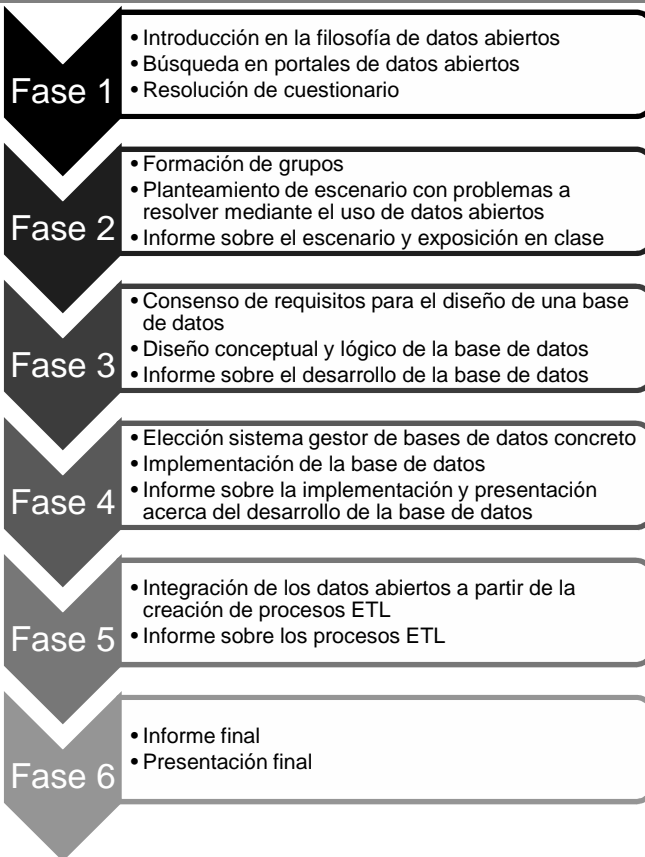 Fase 1
• Introducción en la filosofía de datos abiertos
• Búsqueda en portales de datos abiertos
• Resolución de cuestionario
Fase 2
• Formación de grupos
• Planteamiento de escenario con problemas a
resolver mediante el uso de datos abiertos
• Informe sobre el escenario y exposición en clase
Fase 3
• Consenso de requisitos para el diseño de una base
de datos
• Diseño conceptual y lógico de la base de datos
• Informe sobre el desarrollo de la base de datos
Fase 4
• Elección sistema gestor de bases de datos concreto
• Implementación de la base de datos
• Informe sobre la implementación y presentación
acerca del desarrollo de la base de datos
Fase 5
• Integración de los datos abiertos a partir de la
creación de procesos ETL
• Informe sobre los procesos ETL
Fase 6
• Informe final
• Presentación final